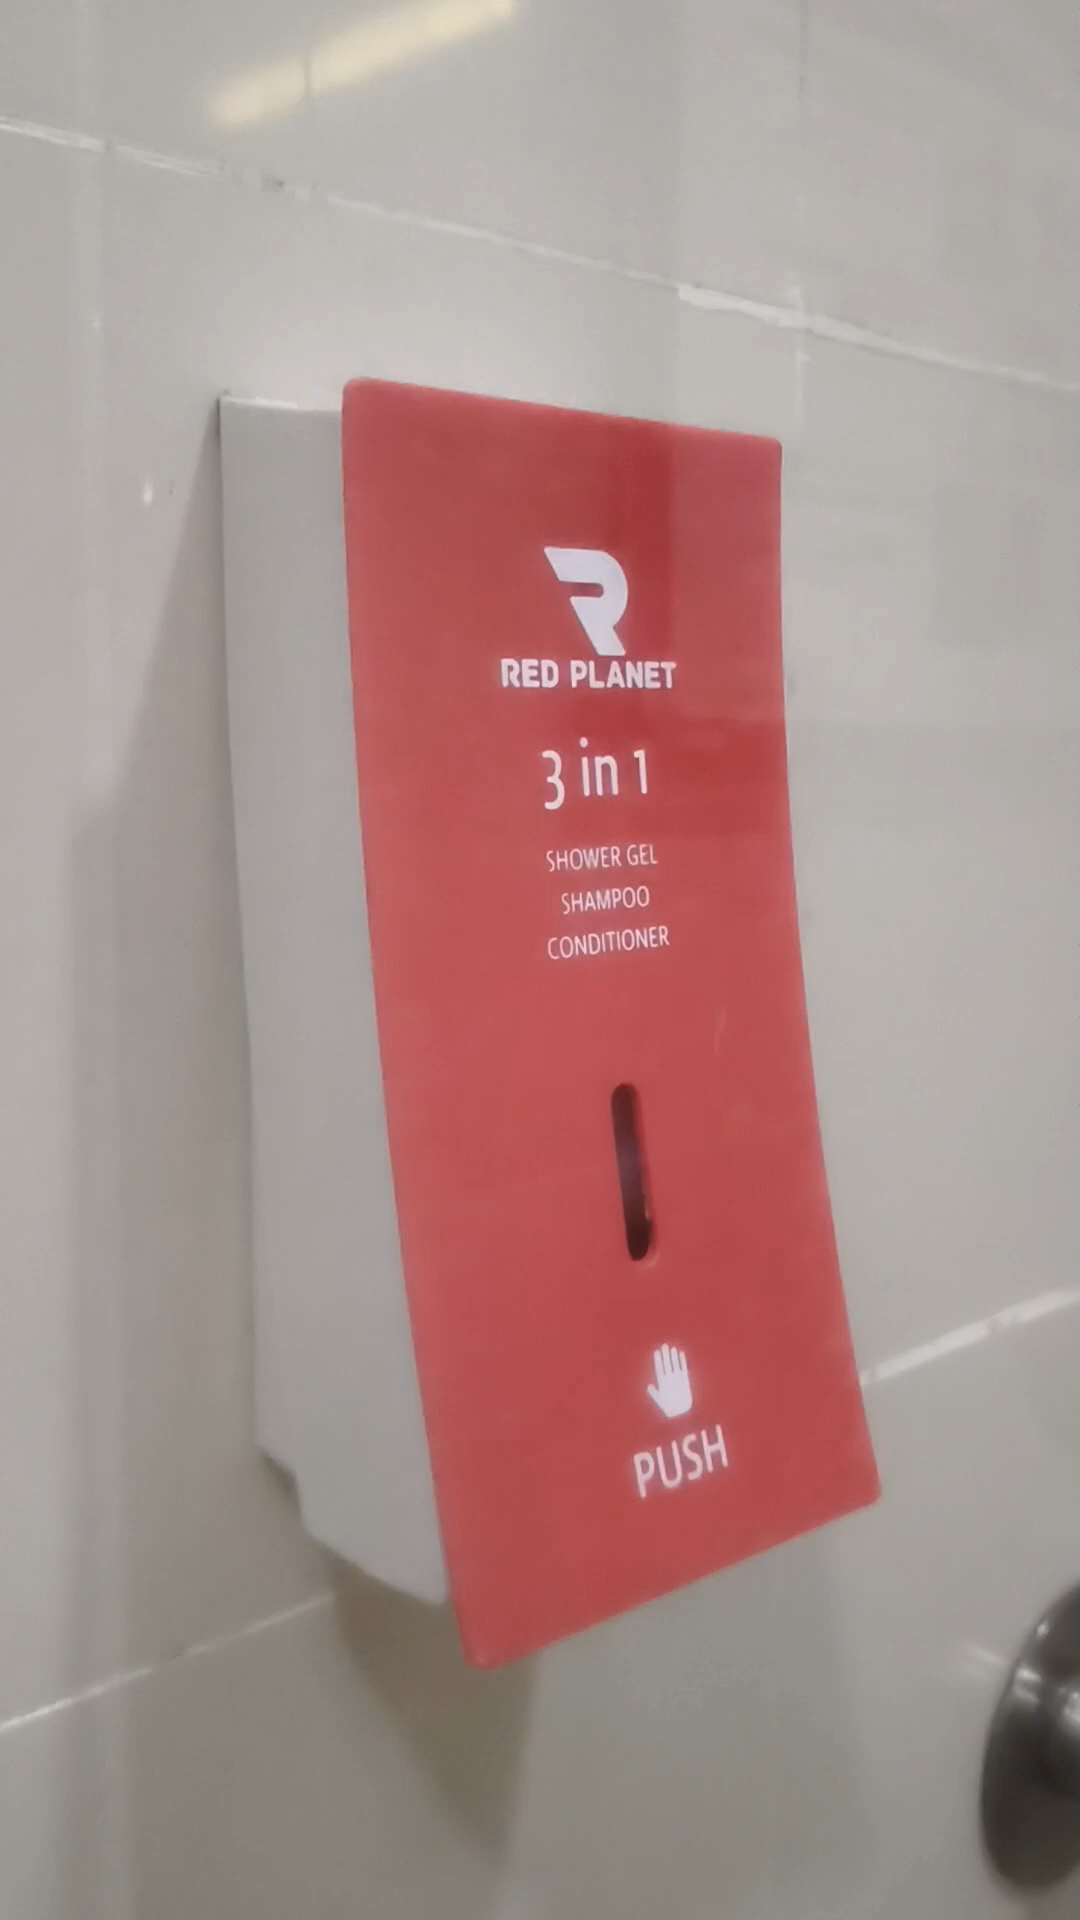 RED PLANET
3 in 1
SHOWER GEL
SHAMPOO
CONDITIONER
PUSH